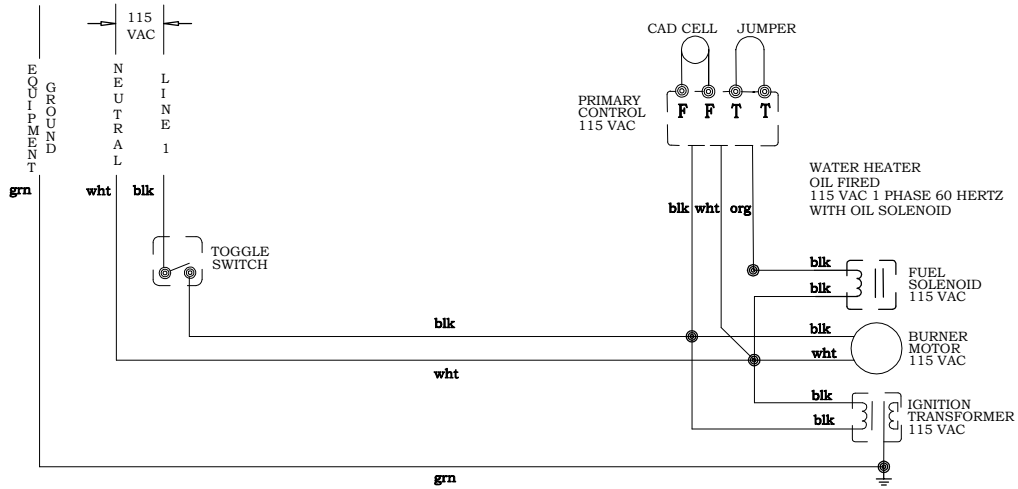 115
VAC
EQUIPMENT
GROUND
NEUTRAL
LINE 1
grn
wht
blk
TOGGLE
SWITCH
CAD CELL
JUMPER
PRIMARY
CONTROL
115 VAC
F F T T
blk wht org
WATER HEATER
OIL FIRED
115 VAC 1 PHASE 60 HERTZ
WITH OIL SOLENOID
blk
blk
FUEL
SOLENOID
115 VAC
blk
blk
wht
wht
BURNER
MOTOR
115 VAC
blk
blk
IGNITION
TRANSFORMER
115 VAC
grn